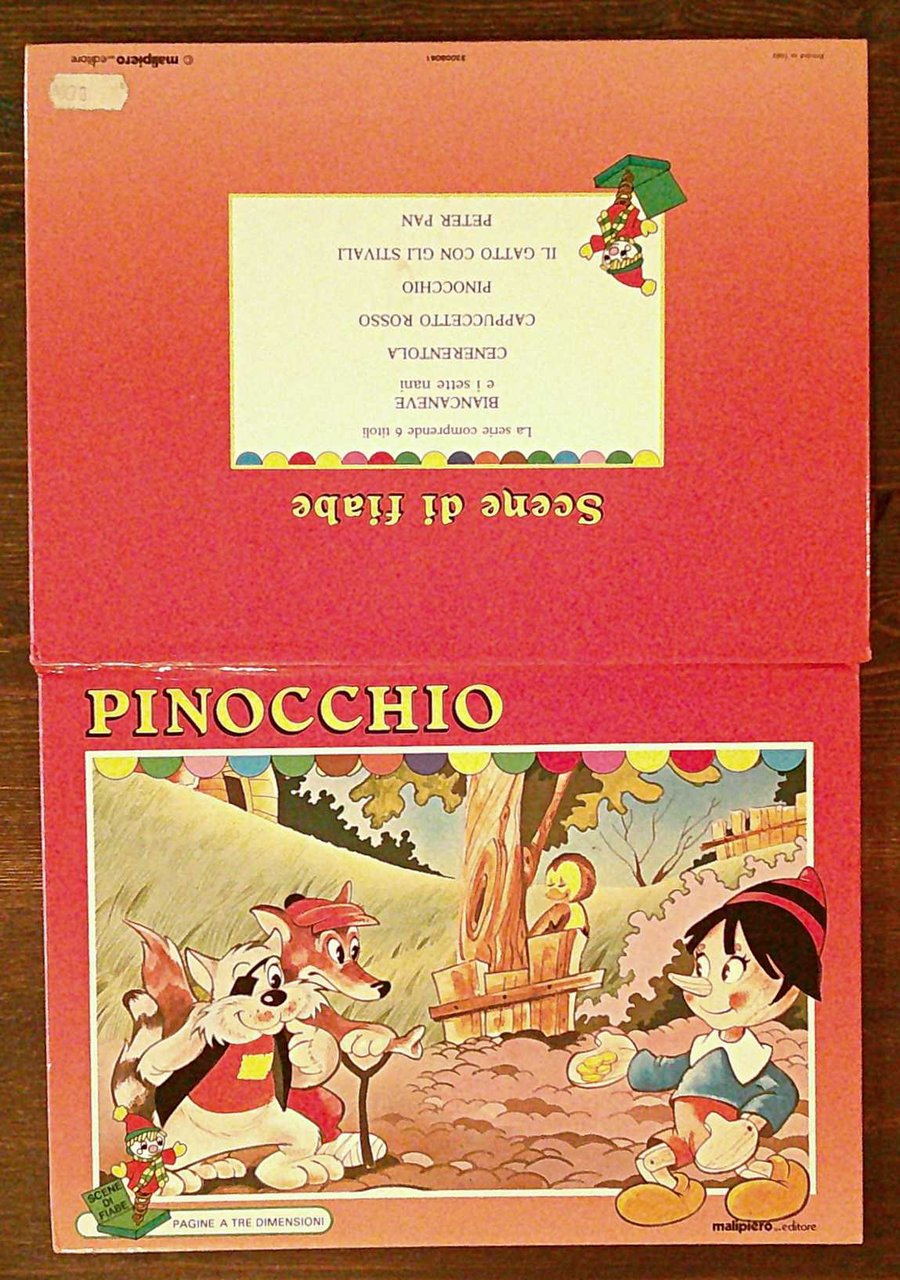 PINOCCHIO
SCENE
DI
FIABE
PAGINE A TRE DIMENSIONI
malipiero editore
Scene di fiabe
La serie comprende 6 titoli
BIANCANEVE
e i sette nani
CENERENTOLA
CAPPUCCETTO ROSSO
PINOCCHIO
IL GATTO CON GLI STIVALI
PETER PAN
© malipiero editore